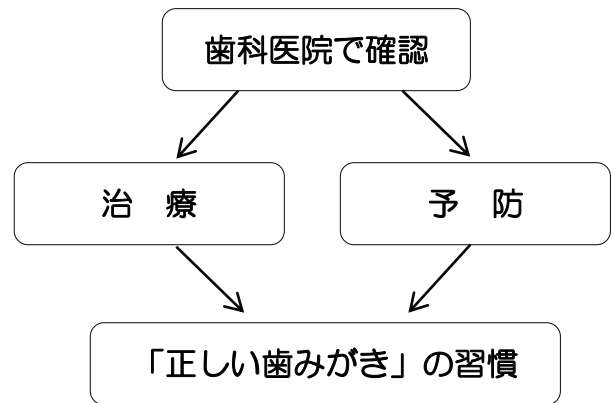 歯科医院で確認
治　療
予　防
「正しい歯みがき」の習慣